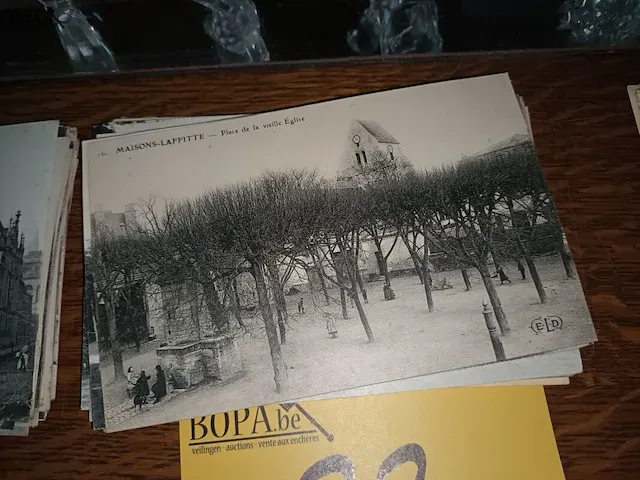 MAISONS-LAFFITTE — Place de la vieille Église
ELD
BOPA.be
veilingen - auctions - vente aux enchères